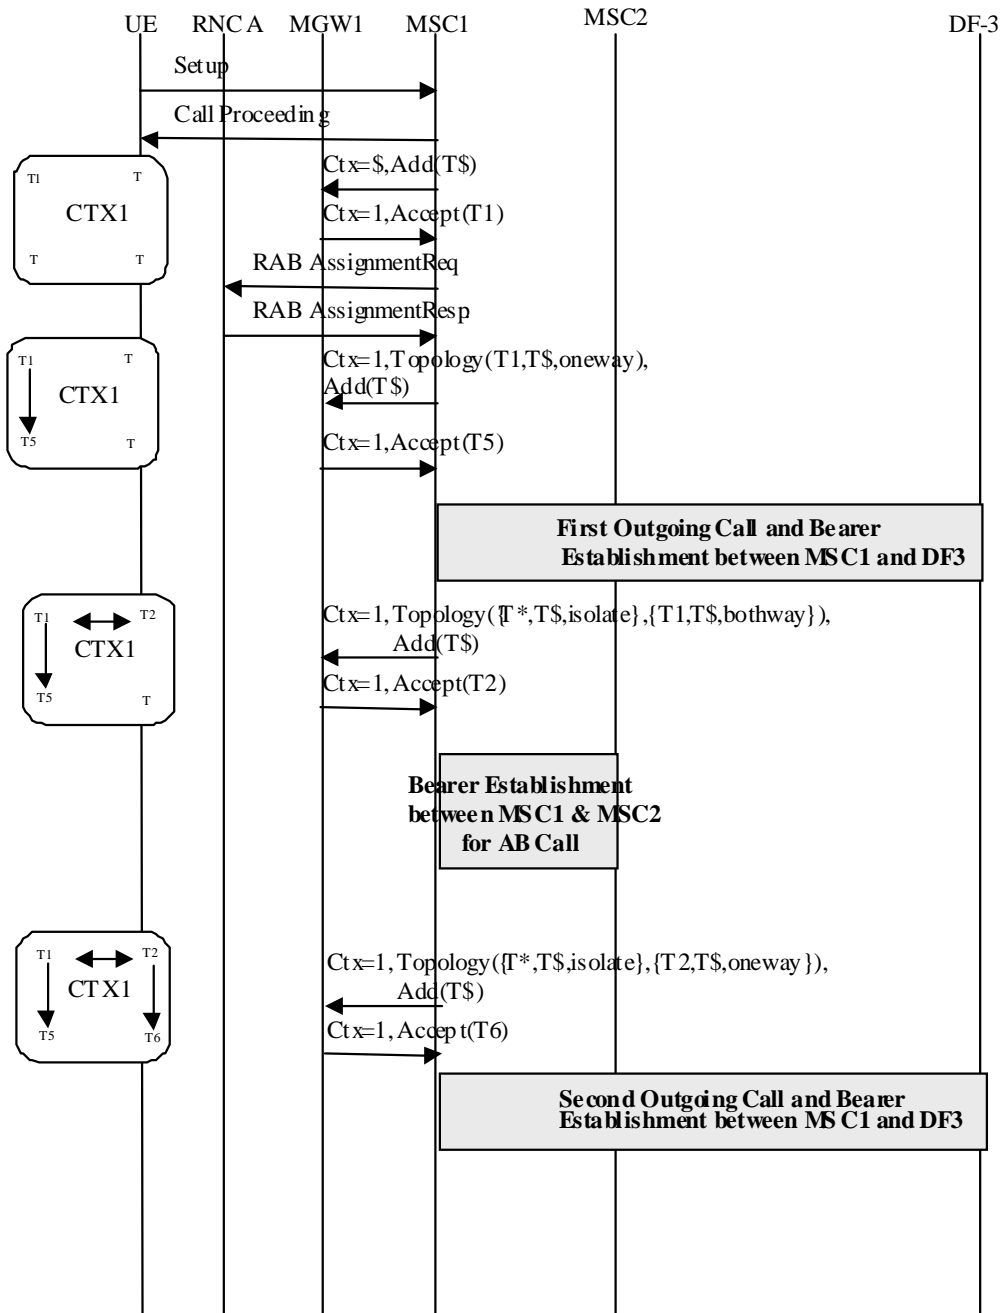 UE RNC A MGW1 MSC1 MSC2 DF-3
Setup
Call Proceeding
Ctx=$,Add(T$)
T1 T
CTX1
T T
Ctx=1,Accept(T1)
RAB AssignmentReq
RAB AssignmentResp
Ctx=1,Topology(T1,T$,oneway),
Add(T$)
T1 T
CTX1
T5 T
Ctx=1,Accept(T5)
First Outgoing Call and Bearer
Establishment between MSC1 and DF3
Ctx=1,Topology({T*,T$,isolate},{T1,T$,bothway}),
Add(T$)
T1 T2
CTX1
T5 T
Ctx=1,Accept(T2)
Bearer Establishment
between MSC1 & MSC2
for AB Call
Ctx=1,Topology({T*,T$,isolate},{T2,T$,oneway}),
Add(T$)
T1 T2
CTX1
T5 T6
Ctx=1,Accept(T6)
Second Outgoing Call and Bearer
Establishment between MSC1 and DF3